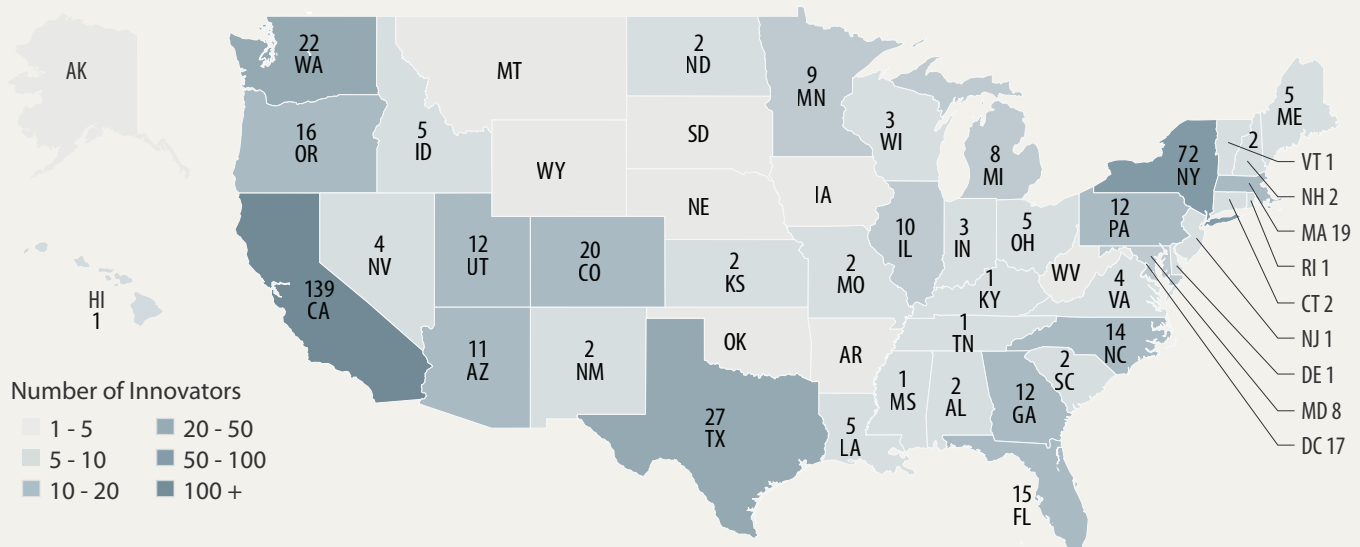 AK
22
WA
MT
2
ND
9
MN
3
WI
8
MI
72
NY
2
5
ME
16
OR
5
ID
WY
SD
NE
IA
10
IL
3
IN
5
OH
12
PA
VT 1
NH 2
MA 19
RI 1
CT 2
NJ 1
DE 1
MD 8
DC 17
HI
1
139
CA
4
NV
12
UT
20
CO
2
KS
2
MO
1
KY
WV
4
VA
11
AZ
2
NM
OK
AR
1
TN
14
NC
2
SC
27
TX
5
LA
1
MS
2
AL
12
GA
15
FL
Number of Innovators
1 - 5
5 - 10
10 - 20
20 - 50
50 - 100
100 +